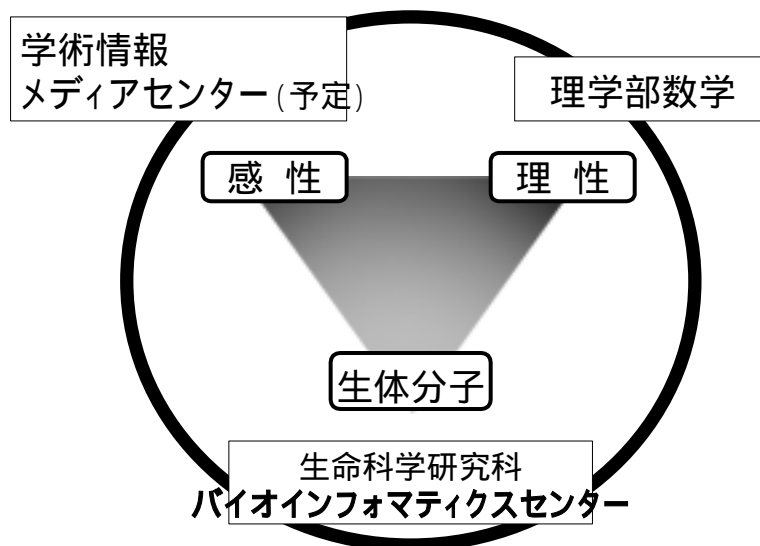 学術情報
メディアセンター(予定)
理学部数学
感 性
理 性
生体分子
生命科学研究科
バイオインフォマティクスセンター